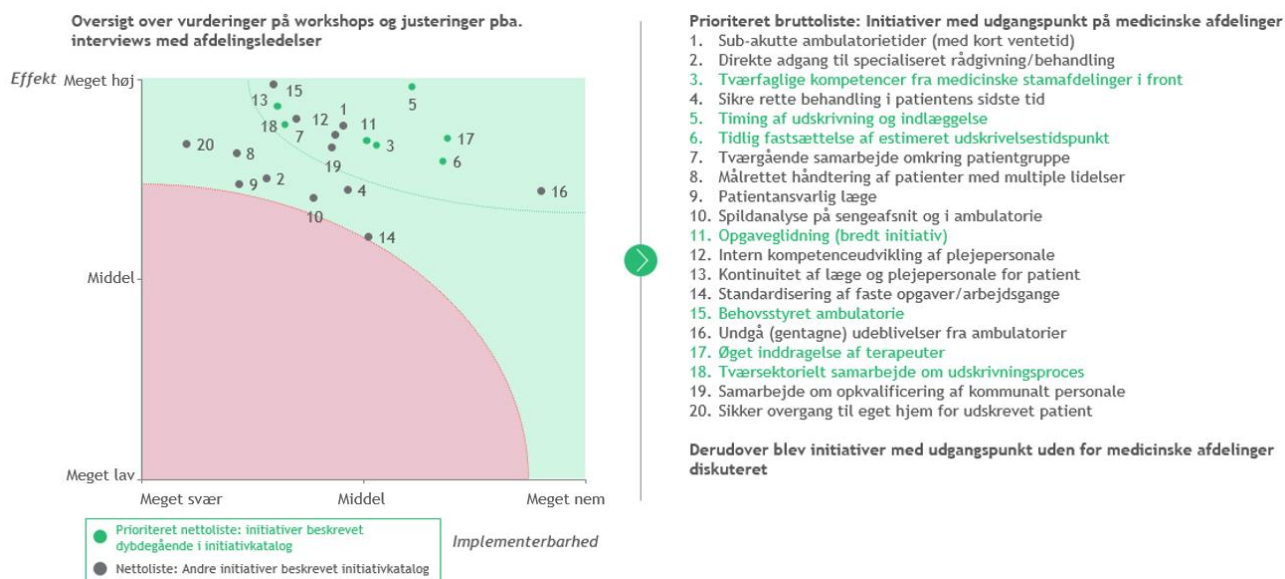 Oversigt over vurderinger på workshops og justeringer pba.
interviews med afdelingsledelser
Effekt
Meget høj
Middel
Meget lav
15
13
5
12
1
18
7
11
17
3
20
19
6
8
2
9
4
16
10
14
Meget svær
Middel
Meget nem
Implementerbarhed
Prioriteret nettoliste: initiativer beskrevet
dybdegående i initiativkatalog
Nettoliste: Andre initiativer beskrevet initiativkatalog
Prioriteret bruttoliste: Initiativer med udgangspunkt på medicinske afdelinger
1. Sub-akutte ambulatorietider (med kort ventetid)
2. Direkte adgang til specialiseret rådgivning/behandling
3. Tværfaglige kompetencer fra medicinske stamafdelinger i front
4. Sikre rette behandling i patientens sidste tid
5. Timing af udskrivning og indlæggelse
6. Tidlig fastsættelse af estimeret udskrivelsestidspunkt
7. Tværgående samarbejde omkring patientgruppe
8. Målrettet håndtering af patienter med multiple lidelser
9. Patientansvarlig læge
10. Spildanalyse på sengeafsnit og i ambulatorie
11. Opgaveglidning (bredt initiativ)
12. Intern kompetenceudvikling af plejepersonale
13. Kontinuitet af læge og plejepersonale for patient
14. Standardisering af faste opgaver/arbejdsgange
15. Behovsstyret ambulatorie
16. Undgå (gentagne) udeblivelser fra ambulatorier
17. Øget inddragelse af terapeuter
18. Tværsektorielt samarbejde om udskrivningsproces
19. Samarbejde om opkvalificering af kommunalt personale
20. Sikker overgang til eget hjem for udskrevet patient
Derudover blev initiativer med udgangspunkt uden for medicinske afdelinger
diskuteret